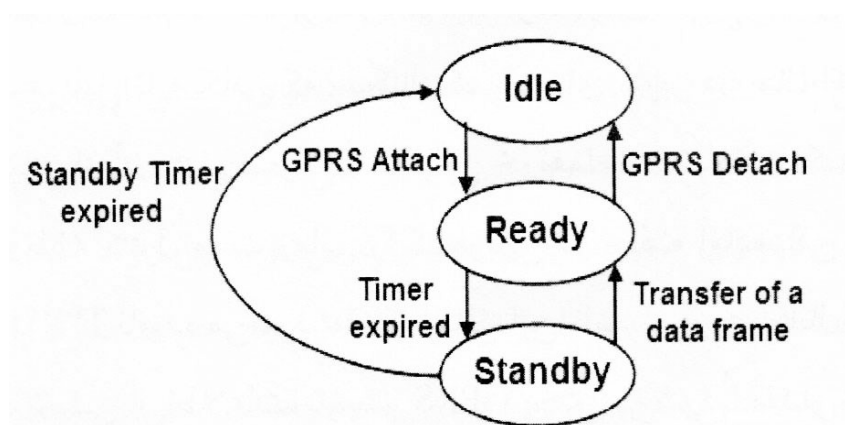 Idle
GPRS Attach
GPRS Detach
Standby Timer
expired
Ready
Timer
expired
Transfer of a
data frame
Standby